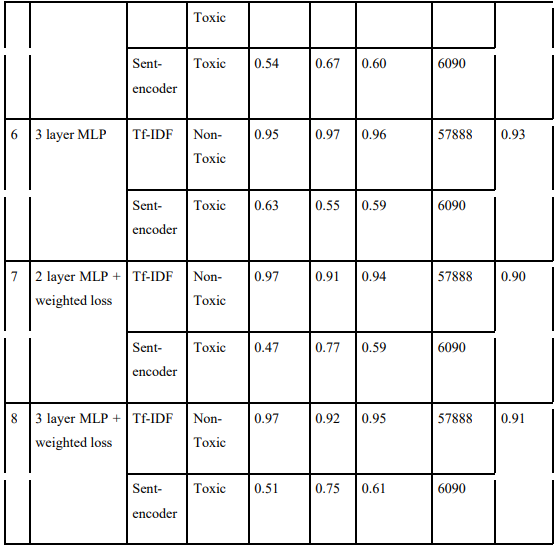 Toxic
Sent- Toxic 0.54 0.67 0.60 6090
encoder
6 3 layer MLP Tf-IDF Non- 0.95 0.97 0.96 57888 0.93
Toxic
Sent- Toxic 0.63 0.55 0.59 6090
encoder
7 2 layer MLP + Tf-IDF Non- 0.97 0.91 0.94 57888 0.90
weighted loss Toxic
Sent- Toxic 0.47 0.77 0.59 6090
encoder
8 3 layer MLP + Tf-IDF Non- 0.97 0.92 0.95 57888 0.91
weighted loss Toxic
Sent- Toxic 0.51 0.75 0.61 6090
encoder